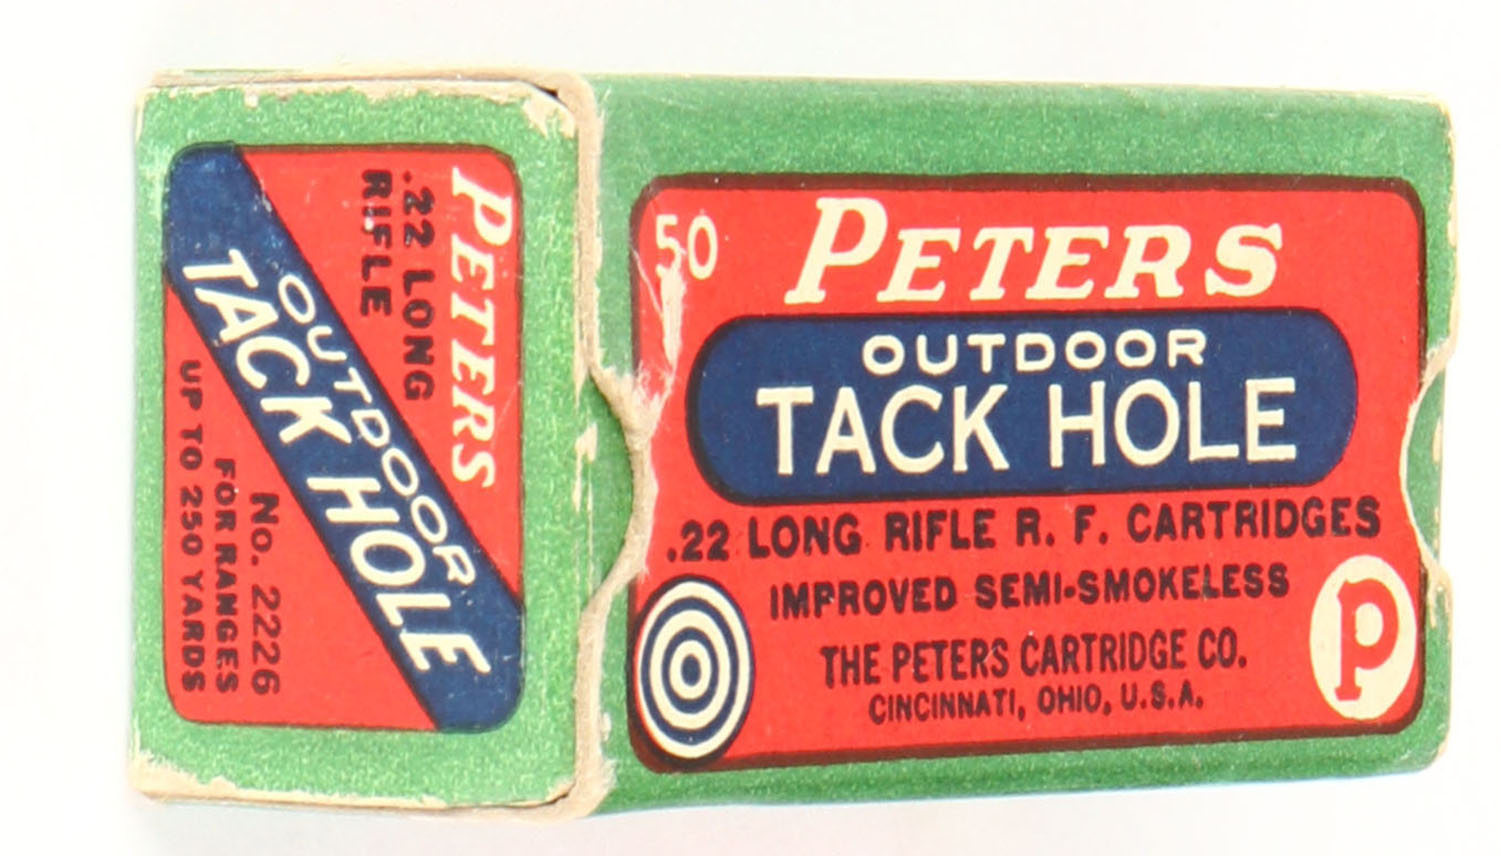 50
PETERS
OUTDOOR
TACK HOLE
.22 LONG RIFLE R. F. CARTRIDGES
IMPROVED SEMI-SMOKELESS
THE PETERS CARTRIDGE CO.
CINCINNATI, OHIO, U.S.A.
P
PETERS
.22 LONG
RIFLE
OUTDOOR
TACK HOLE
No. 2226
FOR RANGES
UP TO 250 YARDS